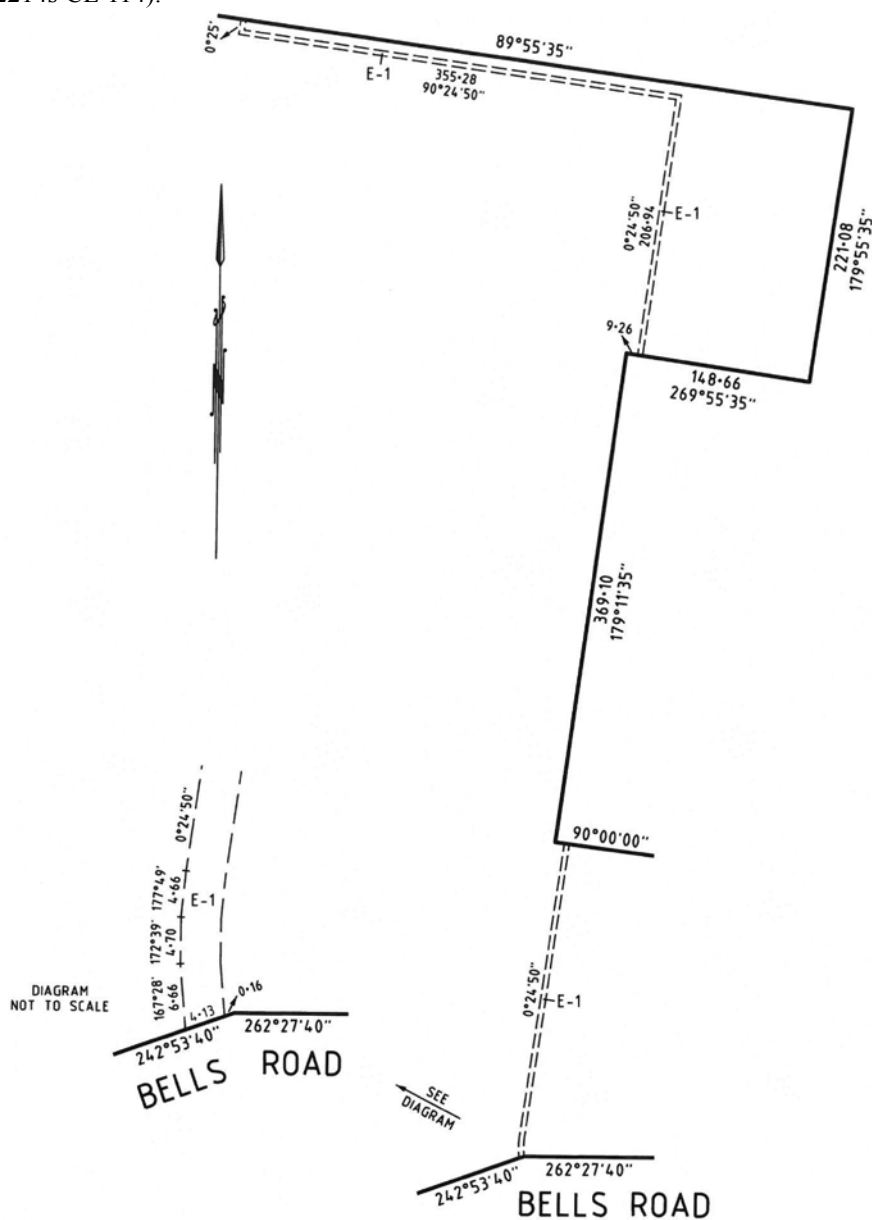 89°55'35"
0°25'
E-1
355·28
90°24'50"
0°24'50"
206·94
E-1
221·08
179°55'35"
9·26
148·66
269°55'35"
369·10
179°11'35"
90°00'00"
0°24'50"
177°49'
4·66
E-1
172°39'
4·70
167°28'
6·66
DIAGRAM
NOT TO SCALE
4·13
0·16
242°53'40"
262°27'40"
BELLS ROAD
0°24'50"
E-1
SEE
DIAGRAM
242°53'40"
262°27'40"
BELLS ROAD